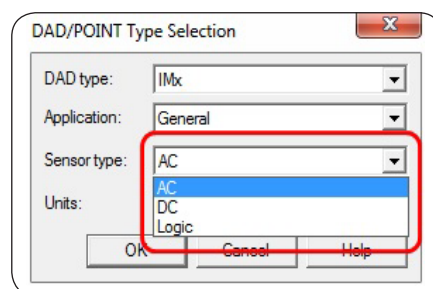 DAD/POINT Type Selection
DAD type: IMx
Application: General
Sensor type: AC
AC
Units: DC
Logic
OK Cancel Help